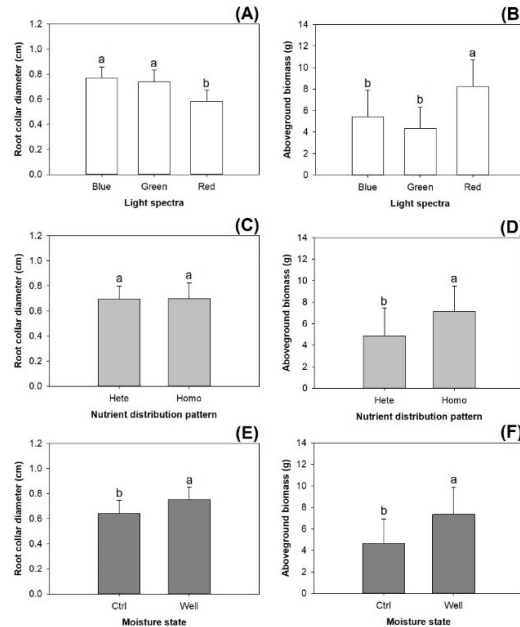 (A)
Root collar diameter (cm)
1.2
1.0
0.8
0.6
0.4
0.2
0.0
a
a
b
Blue Green Red
Light spectra
(B)
Aboveground biomass (g)
14
12
10
8
6
4
2
0
b
b
a
Blue Green Red
Light spectra
(C)
Root collar diameter (cm)
1.2
1.0
0.8
0.6
0.4
0.2
0.0
a
a
Hete Homo
Nutrient distribution pattern
(D)
Aboveground biomass (g)
14
12
10
8
6
4
2
0
b
a
Hete Homo
Nutrient distribution pattern
(E)
Root collar diameter (cm)
1.2
1.0
0.8
0.6
0.4
0.2
0.0
b
a
Ctrl Well
Moisture state
(F)
Aboveground biomass (g)
14
12
10
8
6
4
2
0
b
a
Ctrl Well
Moisture state